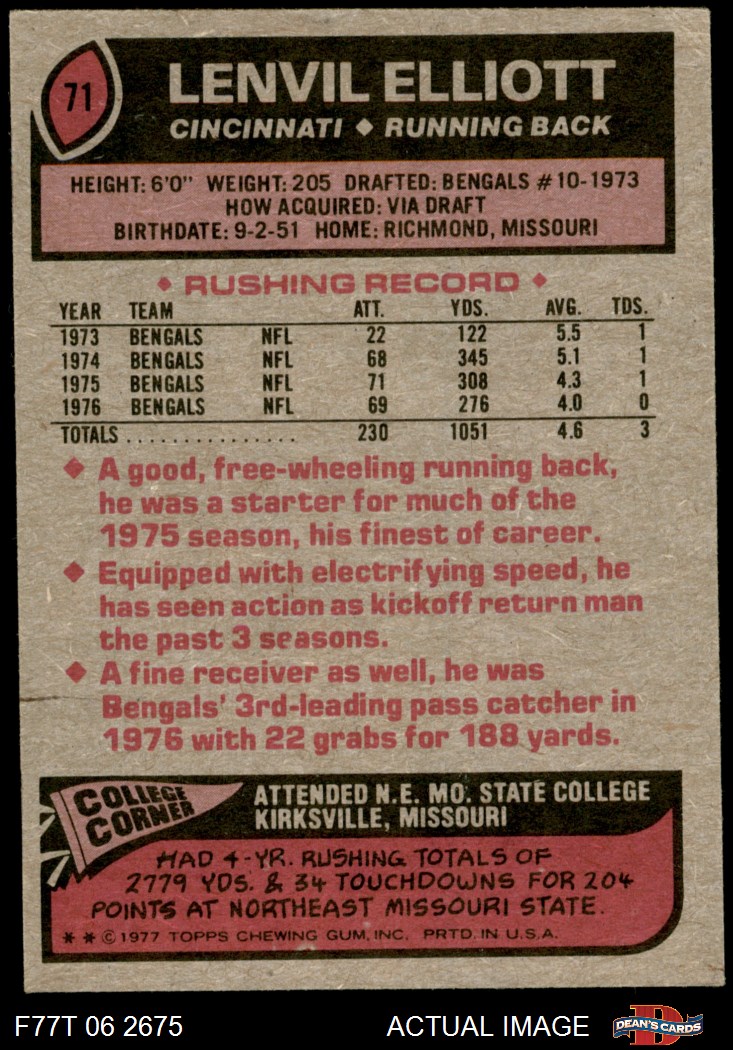 71
LENVIL ELLIOTT
CINCINNATI ◆ RUNNING BACK
HEIGHT: 6'0" WEIGHT: 205 DRAFTED: BENGALS #10-1973
HOW ACQUIRED: VIA DRAFT
BIRTHDATE: 9-2-51 HOME: RICHMOND, MISSOURI
◆ RUSHING RECORD ◆
YEAR TEAM ATT. YDS. AVG. TDS.
1973 BENGALS NFL 22 122 5.5 1
1974 BENGALS NFL 68 345 5.1 1
1975 BENGALS NFL 71 308 4.3 1
1976 BENGALS NFL 69 276 4.0 0
TOTALS ................ 230 1051 4.6 3
◆ A good, free-wheeling running back,
he was a starter for much of the
1975 season, his finest of career.
◆ Equipped with electrifying speed, he
has seen action as kickoff return man
the past 3 seasons.
◆ A fine receiver as well, he was
Bengals' 3rd-leading pass catcher in
1976 with 22 grabs for 188 yards.
COLLEGE
CORNER
ATTENDED N.E. MO. STATE COLLEGE
KIRKSVILLE, MISSOURI
HAD 4-YR. RUSHING TOTALS OF
2779 YDS. & 34 TOUCHDOWNS FOR 204
POINTS AT NORTHEAST MISSOURI STATE.
* * © 1977 TOPPS CHEWING GUM, INC. PRTD. IN U.S.A.
F77T 06 2675 ACTUAL IMAGE
D
DEAN'S CARDS